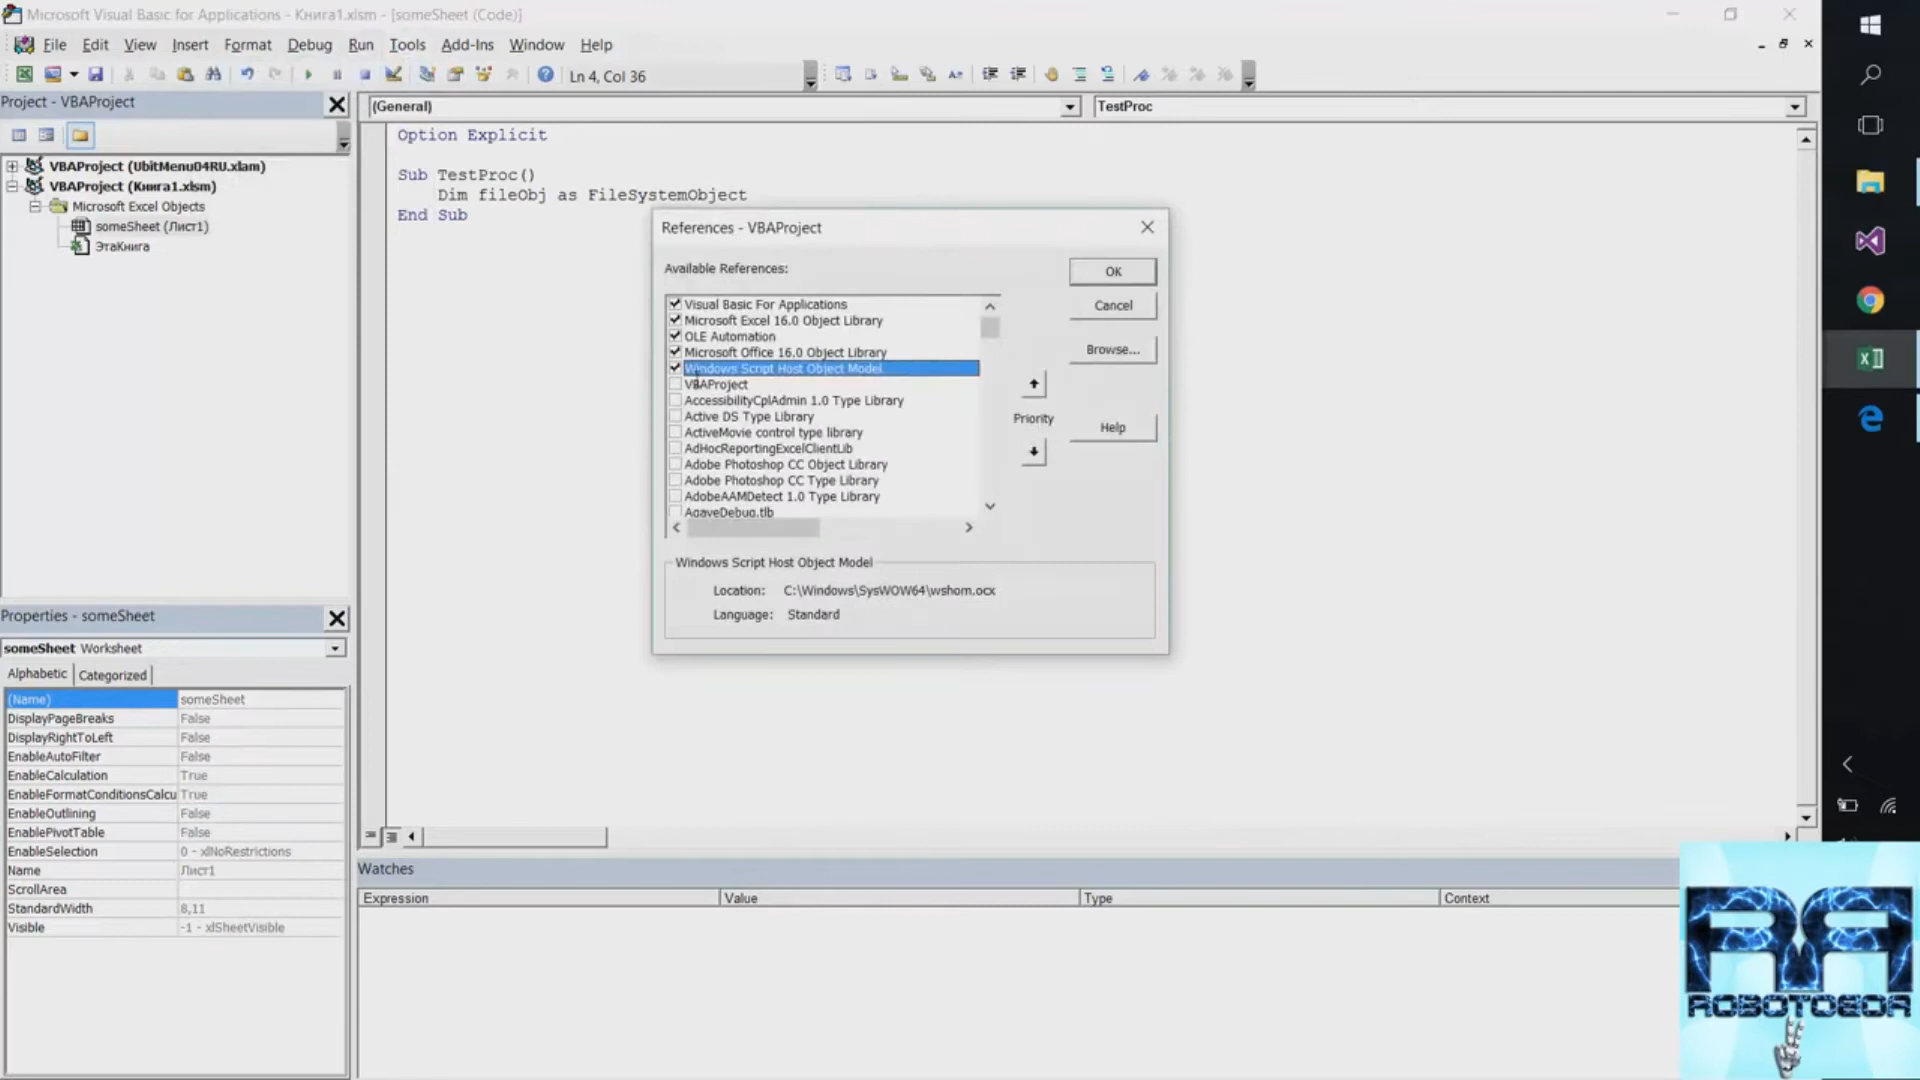 Microsoft Visual Basic for Applications - Книга1.xlsm - [someSheet (Code)]
File Edit View Insert Format Debug Run Tools Add-Ins Window Help
Ln 4, Col 36
Project - VBAProject
(General)
TestProc
VBAProject (UbitMenu04RU.xlam)
VBAProject (Книга1.xlsm)
Microsoft Excel Objects
someSheet (Лист1)
ЭтаКнига
Option Explicit
Sub TestProc()
Dim fileObj as FileSystemObject
End Sub
References - VBAProject
Available References:
Visual Basic For Applications
Microsoft Excel 16.0 Object Library
OLE Automation
Microsoft Office 16.0 Object Library
Windows Script Host Object Model
VBAProject
AccessibilityCplAdmin 1.0 Type Library
Active DS Type Library
ActiveMovie control type library
AdHocReportingExcelClientLib
Adobe Photoshop CC Object Library
Adobe Photoshop CC Type Library
AdobeAAMDetect 1.0 Type Library
AgaveDebug.tlb
OK
Cancel
Browse...
Priority
Help
Windows Script Host Object Model
Location: C:\Windows\SysWOW64\wshom.ocx
Language: Standard
Properties - someSheet
someSheet Worksheet
Alphabetic Categorized
(Name) someSheet
DisplayPageBreaks False
DisplayRightToLeft False
EnableAutoFilter False
EnableCalculation True
EnableFormatConditionsCalcu True
EnableOutlining False
EnablePivotTable False
EnableSelection 0 - xlNoRestrictions
Name Лист1
ScrollArea
StandardWidth 8,11
Visible -1 - xlSheetVisible
Watches
Expression Value Type Context